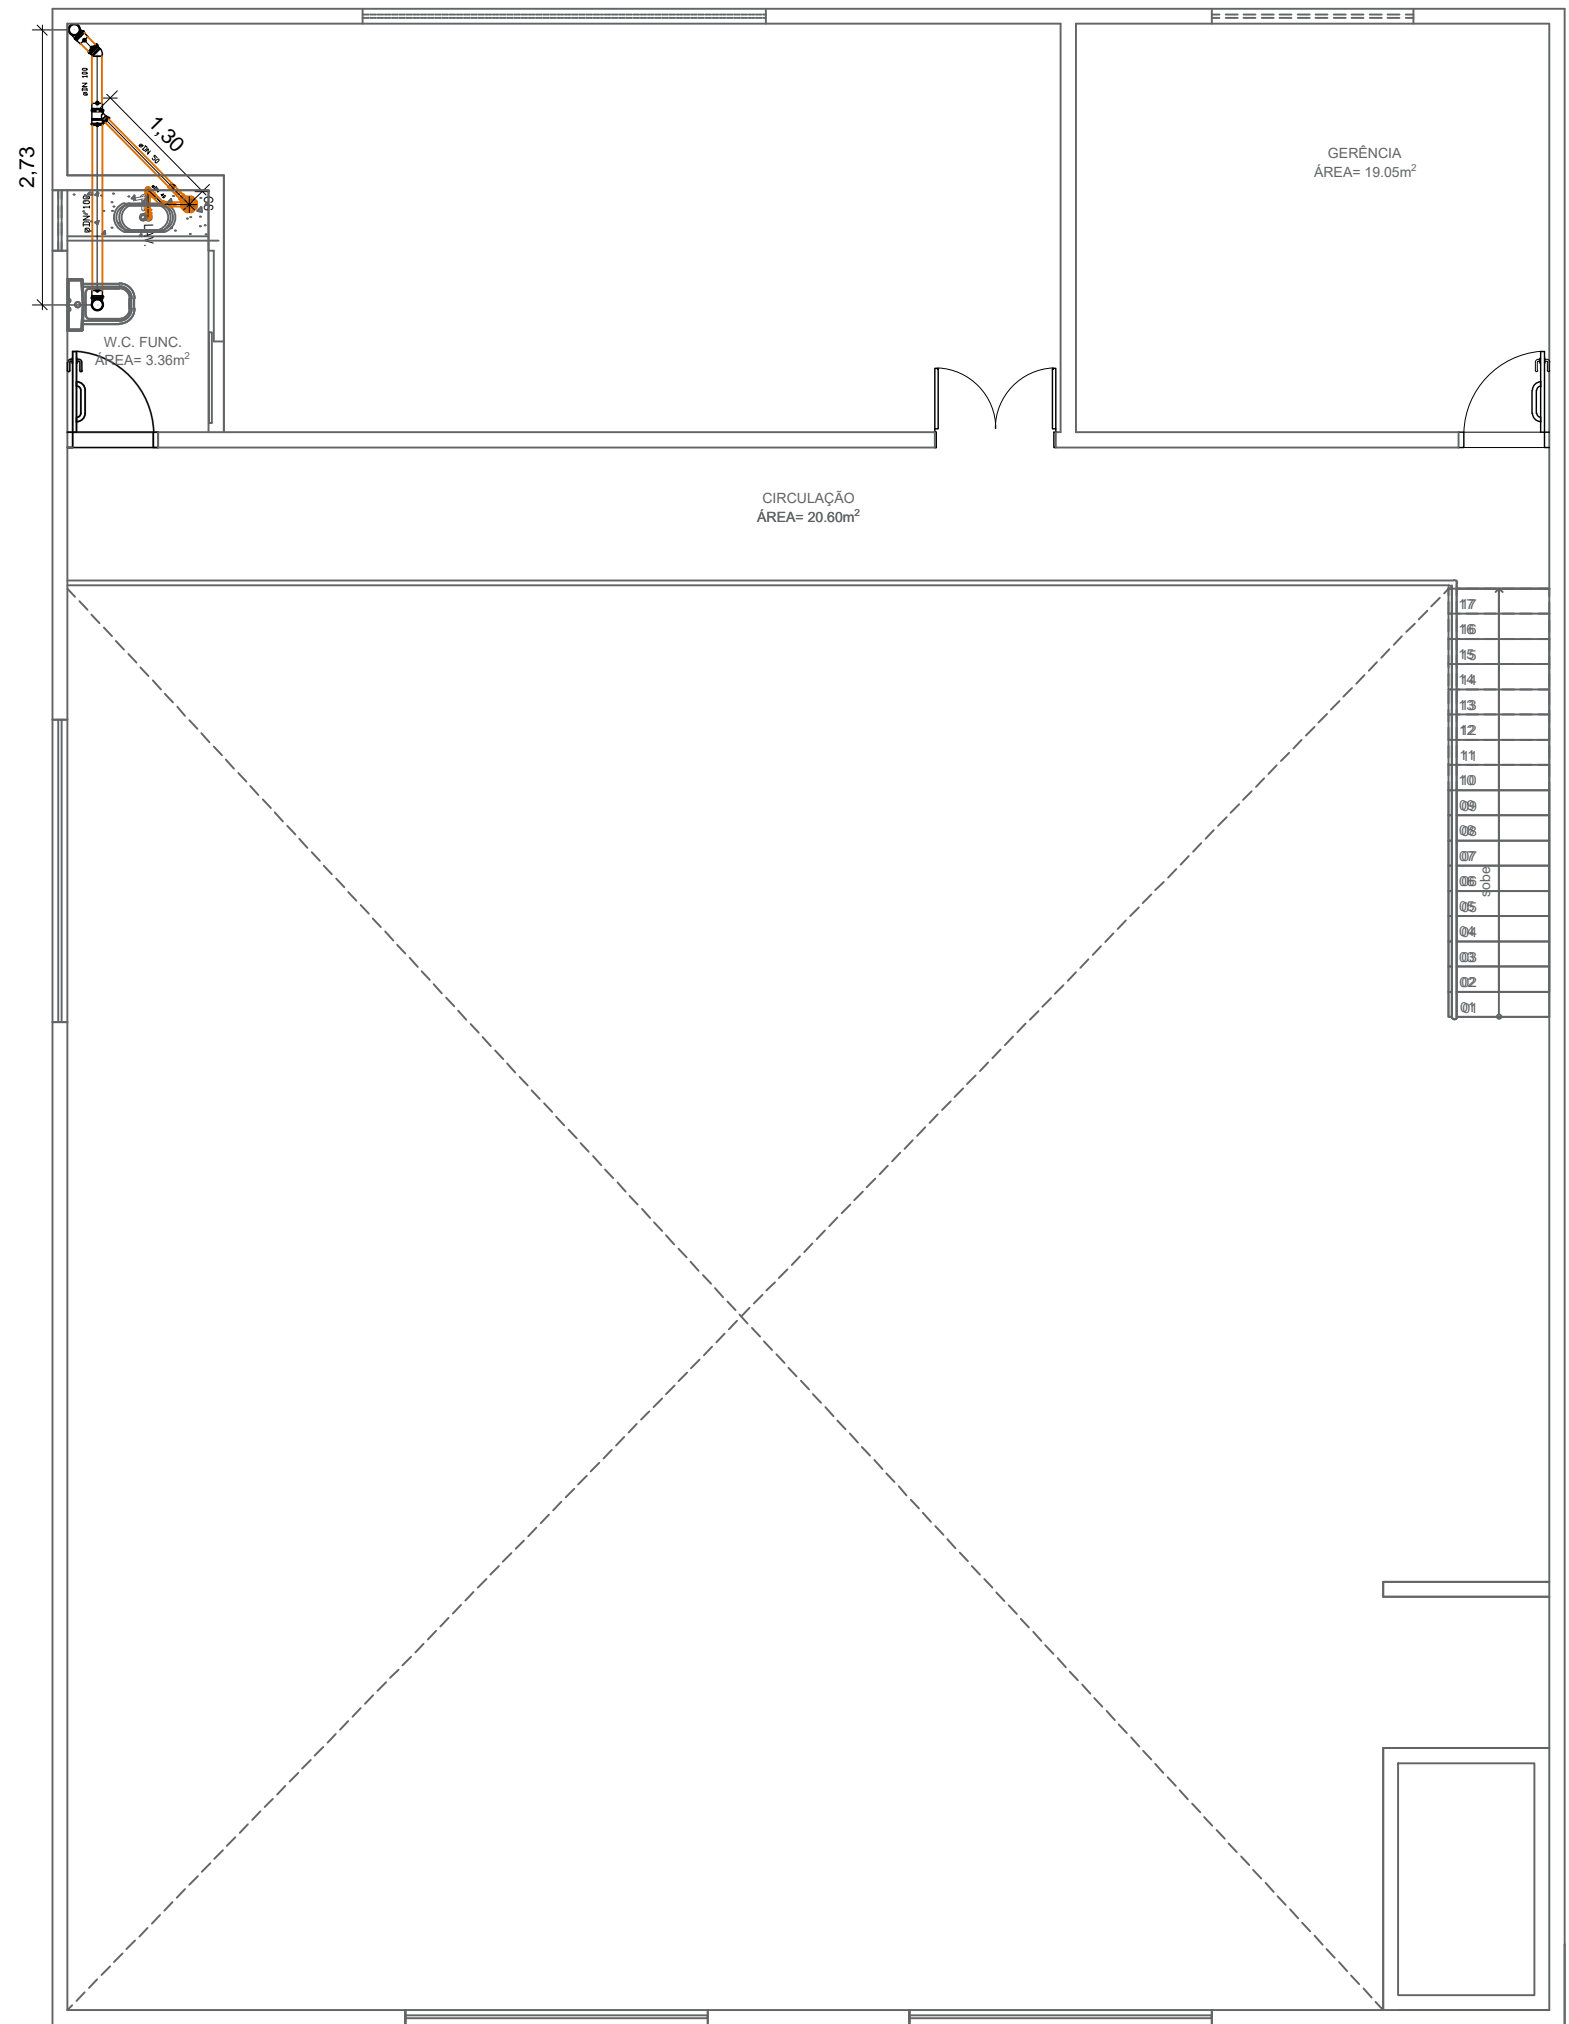 øDN 100
1,30
øDN 50
2,73
GERÊNCIA
ÁREA= 19.05m²
W.C. FUNC.
ÁREA= 3.36m²
CIRCULAÇÃO
ÁREA= 20.60m²
17
16
15
14
13
12
11
10
09
08
07
06
sobe
05
04
03
02
01